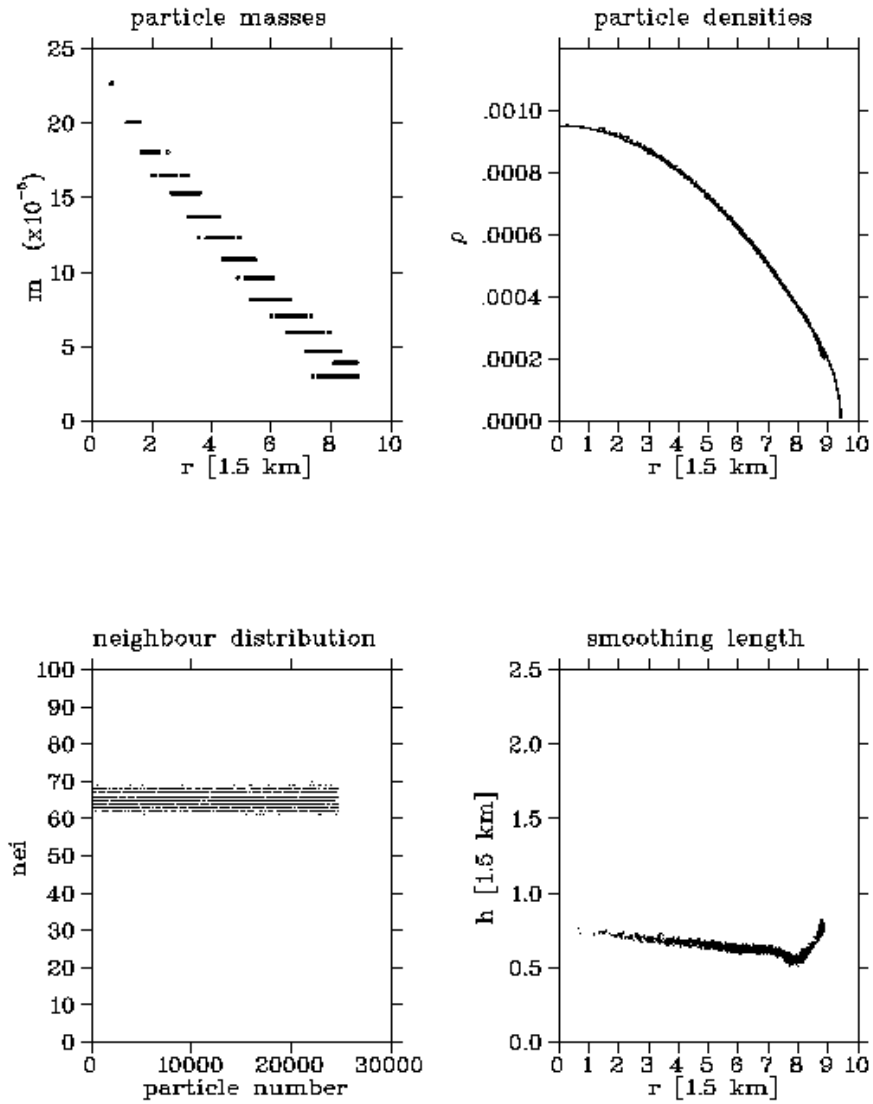 particle masses
25
20
15
10
5
0
m (x10⁻⁶)
0 2 4 6 8 10
r [1.5 km]
particle densities
.0010
.0008
.0006
.0004
.0002
.0000
ρ
0 1 2 3 4 5 6 7 8 9 10
r [1.5 km]
neighbour distribution
100
90
80
70
60
50
40
30
20
10
0
nei
0 10000 20000 30000
particle number
smoothing length
2.5
2.0
1.5
1.0
0.5
0.0
h [1.5 km]
0 1 2 3 4 5 6 7 8 9 10
r [1.5 km]